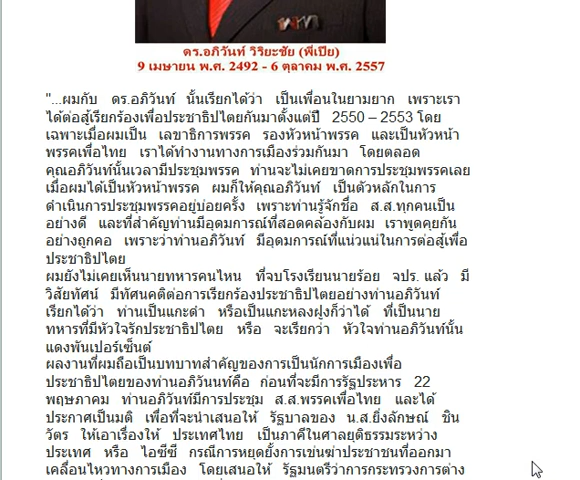 พท
ดร.อภิวันท์ วิริยะชัย (พี่เปีย)
9 เมษายน พ.ศ. 2492 - 6 ตุลาคม พ.ศ. 2557
"...ผมกับ ดร.อภิวันท์ นั้นเรียกได้ว่า เป็นเพื่อนในยามยาก เพราะเรา
ได้ต่อสู้เรียกร้องเพื่อประชาธิปไตยกันมาตั้งแต่ปี 2550 – 2553 โดย
เฉพาะเมื่อผมเป็น เลขาธิการพรรค รองหัวหน้าพรรค และเป็นหัวหน้า
พรรคเพื่อไทย เราได้ทำงานทางการเมืองร่วมกันมา โดยตลอด
คุณอภิวันท์นั้นเวลามีประชุมพรรค ท่านจะไม่เคยขาดการประชุมพรรคเลย
เมื่อผมได้เป็นหัวหน้าพรรค ผมก็ให้คุณอภิวันท์ เป็นตัวหลักในการ
ดำเนินการประชุมพรรคอยู่บ่อยครั้ง เพราะท่านรู้จักชื่อ ส.ส.ทุกคนเป็น
อย่างดี และที่สำคัญท่านมีอุดมการณ์ที่สอดคล้องกับผม เราพูดคุยกัน
อย่างถูกคอ เพราะว่าท่านอภิวันท์ มีอุดมการณ์ที่แน่วแน่ในการต่อสู้เพื่อ
ประชาธิปไตย
ผมยังไม่เคยเห็นนายทหารคนไหน ที่จบโรงเรียนนายร้อย จปร. แล้ว มี
วิสัยทัศน์ มีทัศนคติต่อการเรียกร้องประชาธิปไตยอย่างท่านอภิวันท์
เรียกได้ว่า ท่านเป็นแกะดำ หรือเป็นแกะหลงฝูงก็ว่าได้ ที่เป็นนาย
ทหารที่มีหัวใจรักประชาธิปไตย หรือ จะเรียกว่า หัวใจท่านอภิวันท์นั้น
แดงพันเปอร์เซ็นต์
ผลงานที่ผมถือเป็นบทบาทสำคัญของการเป็นนักการเมืองเพื่อ
ประชาธิปไตยของท่านอภิวันนท์คือ ก่อนที่จะมีการรัฐประหาร 22
พฤษภาคม ท่านอภิวันท์มีการประชุม ส.ส.พรรคเพื่อไทย และได้
ประกาศเป็นมติ เพื่อที่จะนำเสนอให้ รัฐบาลของ น.ส.ยิ่งลักษณ์ ชิน
วัตร ให้เอาเรื่องให้ ประเทศไทย เป็นภาคีในศาลยุติธรรมระหว่าง
ประเทศ หรือ ไอซีซี กรณีการหยุดยั้งการเข่นฆ่าประชาชนที่ออกมา
เคลื่อนไหวทางการเมือง โดยเสนอให้ รัฐมนตรีว่าการกระทรวงการต่าง